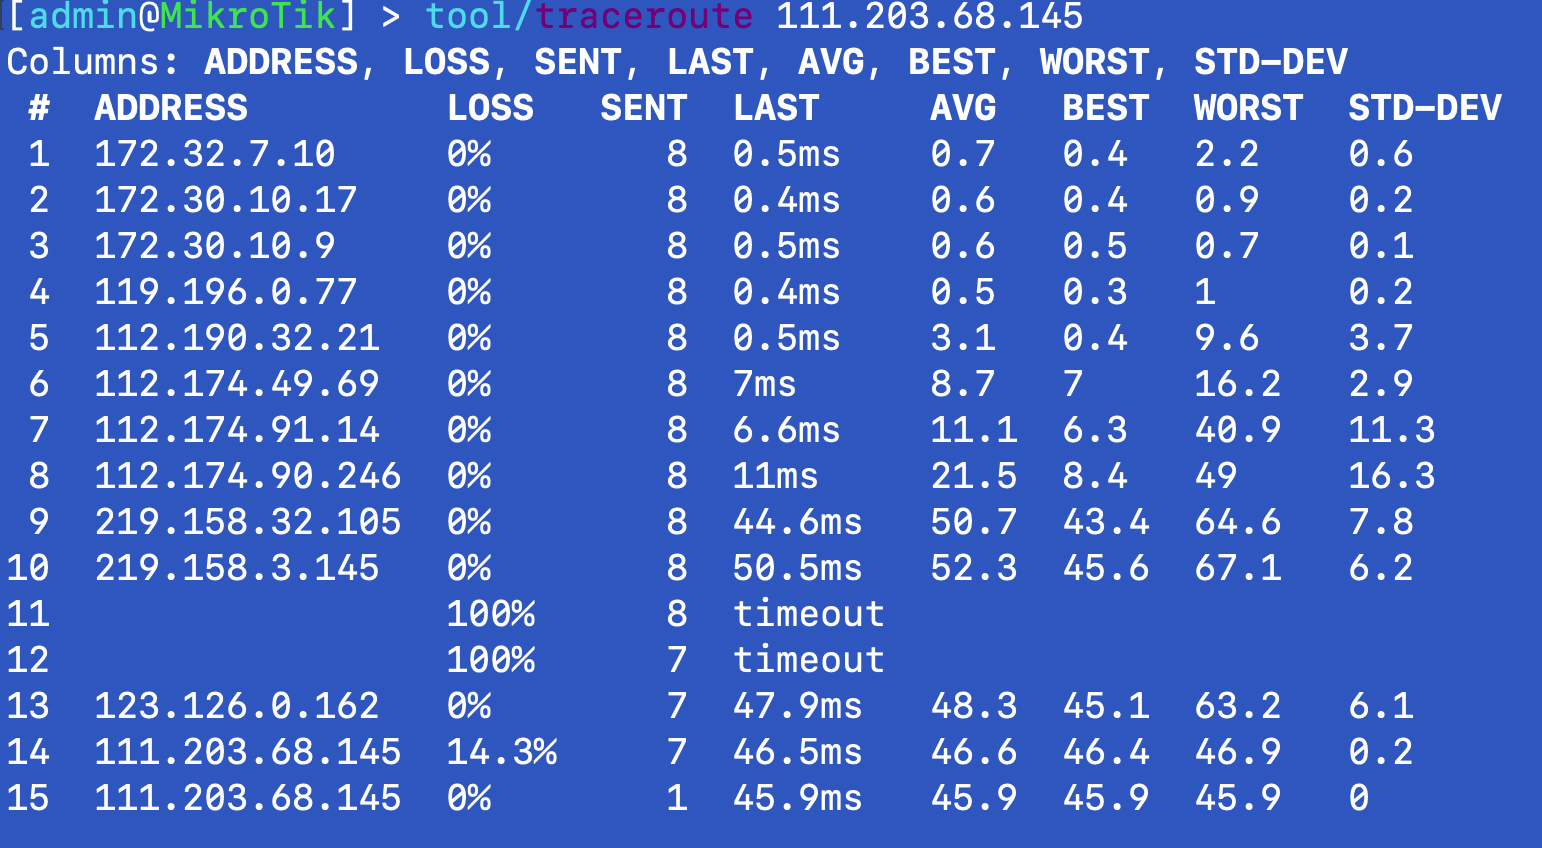 [admin@MikroTik] > tool/traceroute 111.203.68.145
Columns: ADDRESS, LOSS, SENT, LAST, AVG, BEST, WORST, STD-DEV
 #  ADDRESS         LOSS   SENT  LAST     AVG   BEST  WORST  STD-DEV
 1  172.32.7.10     0%        8  0.5ms    0.7   0.4   2.2    0.6
 2  172.30.10.17    0%        8  0.4ms    0.6   0.4   0.9    0.2
 3  172.30.10.9     0%        8  0.5ms    0.6   0.5   0.7    0.1
 4  119.196.0.77    0%        8  0.4ms    0.5   0.3   1      0.2
 5  112.190.32.21   0%        8  0.5ms    3.1   0.4   9.6    3.7
 6  112.174.49.69   0%        8  7ms      8.7   7     16.2   2.9
 7  112.174.91.14   0%        8  6.6ms    11.1  6.3   40.9   11.3
 8  112.174.90.246  0%        8  11ms     21.5  8.4   49     16.3
 9  219.158.32.105  0%        8  44.6ms   50.7  43.4  64.6   7.8
10  219.158.3.145   0%        8  50.5ms   52.3  45.6  67.1   6.2
11                  100%      8  timeout
12                  100%      7  timeout
13  123.126.0.162   0%        7  47.9ms   48.3  45.1  63.2   6.1
14  111.203.68.145  14.3%     7  46.5ms   46.6  46.4  46.9   0.2
15  111.203.68.145  0%        1  45.9ms   45.9  45.9  45.9   0